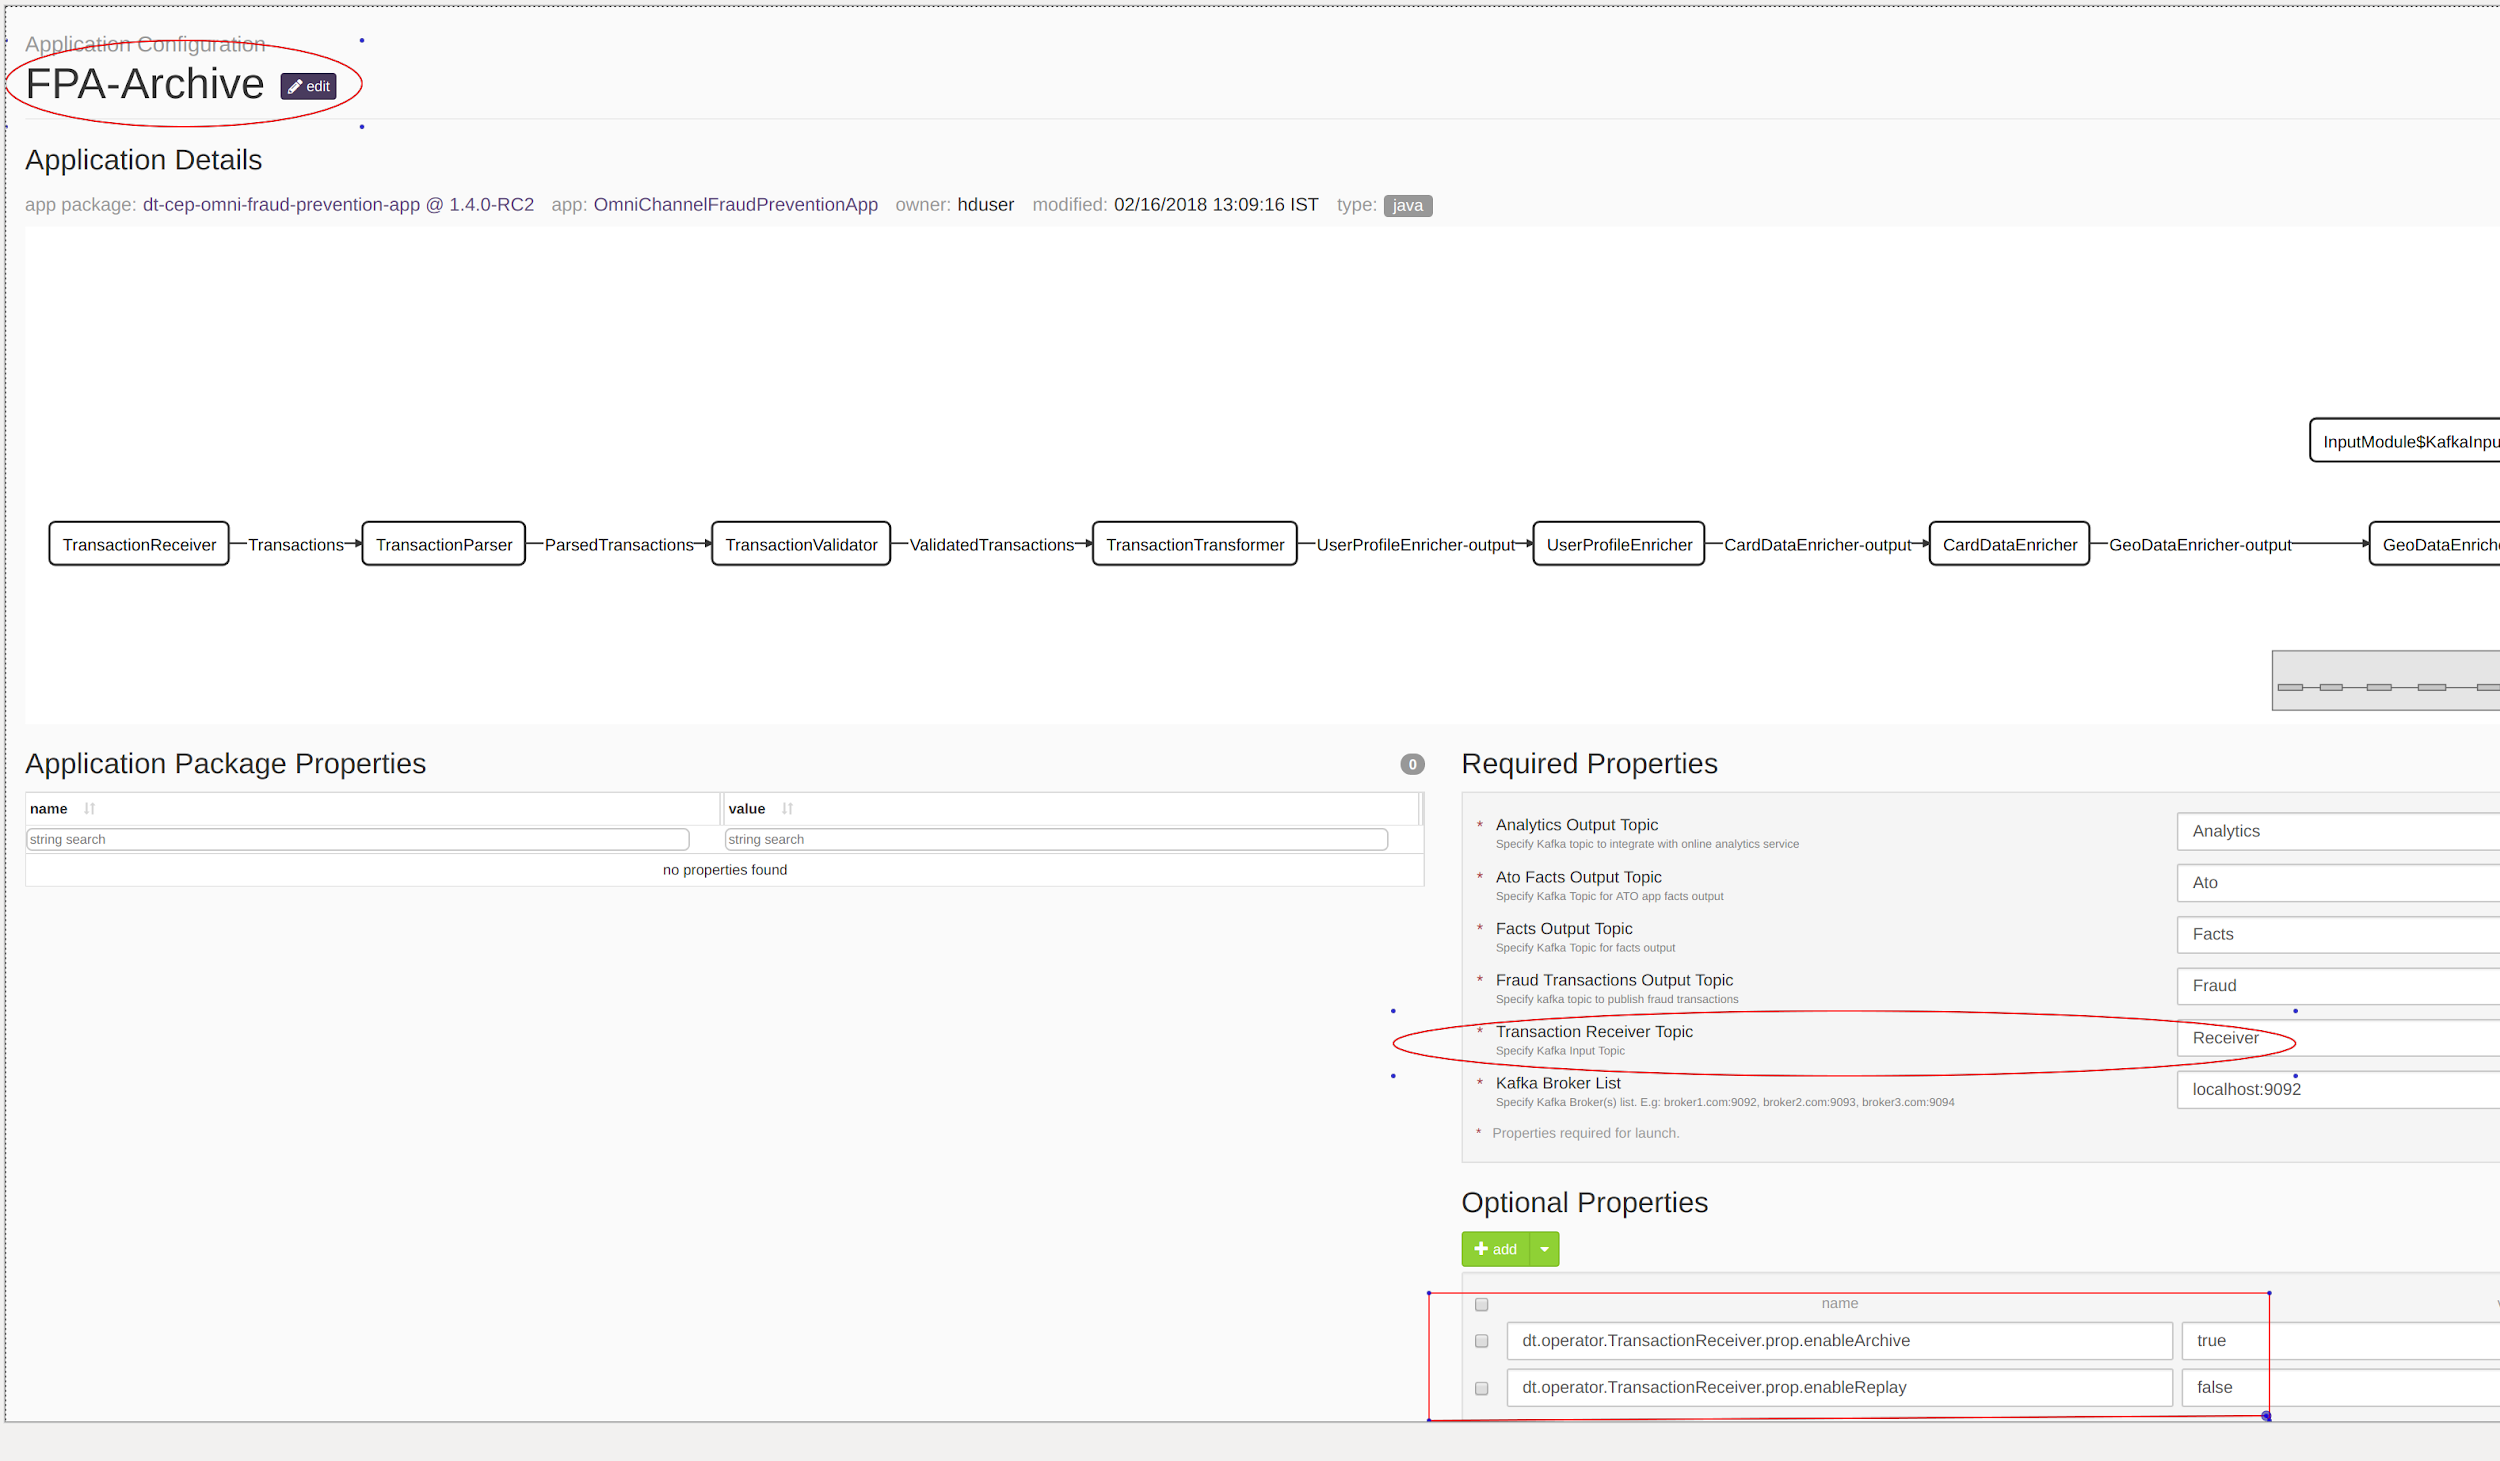 Application Configuration
FPA-Archive edit
Application Details
app package: dt-cep-omni-fraud-prevention-app @ 1.4.0-RC2 app: OmniChannelFraudPreventionApp owner: hduser modified: 02/16/2018 13:09:16 IST type: java
InputModule$KafkaInpu
TransactionReceiver Transactions TransactionParser ParsedTransactions TransactionValidator ValidatedTransactions TransactionTransformer UserProfileEnricher-output UserProfileEnricher CardDataEnricher-output CardDataEnricher GeoDataEnricher-output GeoDataEnrich
Application Package Properties 0
name value
string search string search
no properties found
Required Properties
* Analytics Output Topic Analytics
Specify Kafka topic to integrate with online analytics service
* Ato Facts Output Topic Ato
Specify Kafka Topic for ATO app facts output
* Facts Output Topic Facts
Specify Kafka Topic for facts output
* Fraud Transactions Output Topic Fraud
Specify kafka topic to publish fraud transactions
* Transaction Receiver Topic Receiver
Specify Kafka Input Topic
* Kafka Broker List localhost:9092
Specify Kafka Broker(s) list. E.g: broker1.com:9092, broker2.com:9093, broker3.com:9094
* Properties required for launch.
Optional Properties
add
name
dt.operator.TransactionReceiver.prop.enableArchive true
dt.operator.TransactionReceiver.prop.enableReplay false